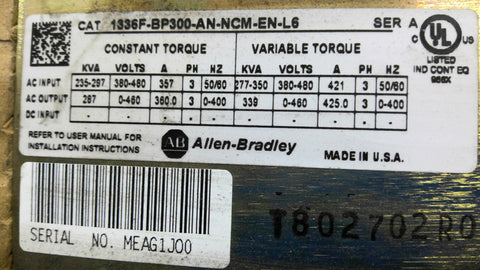 CAT 1336F-BP300-AN-NCM-EN-L6 SER A
CONSTANT TORQUE VARIABLE TORQUE
KVA VOLTS A PH HZ KVA VOLTS A PH HZ
AC INPUT 235-297 380-480 357 3 50/60 277-350 380-480 421 3 50/60
AC OUTPUT 287 0-460 360.0 3 0-400 339 0-460 425.0 3 0-400
DC INPUT - - - -
UL
LISTED
IND CONT EQ
966X
REFER TO USER MANUAL FOR
INSTALLATION INSTRUCTIONS
AB Allen-Bradley MADE IN U.S.A.
SERIAL NO. MEAG1JOO
T802702R0